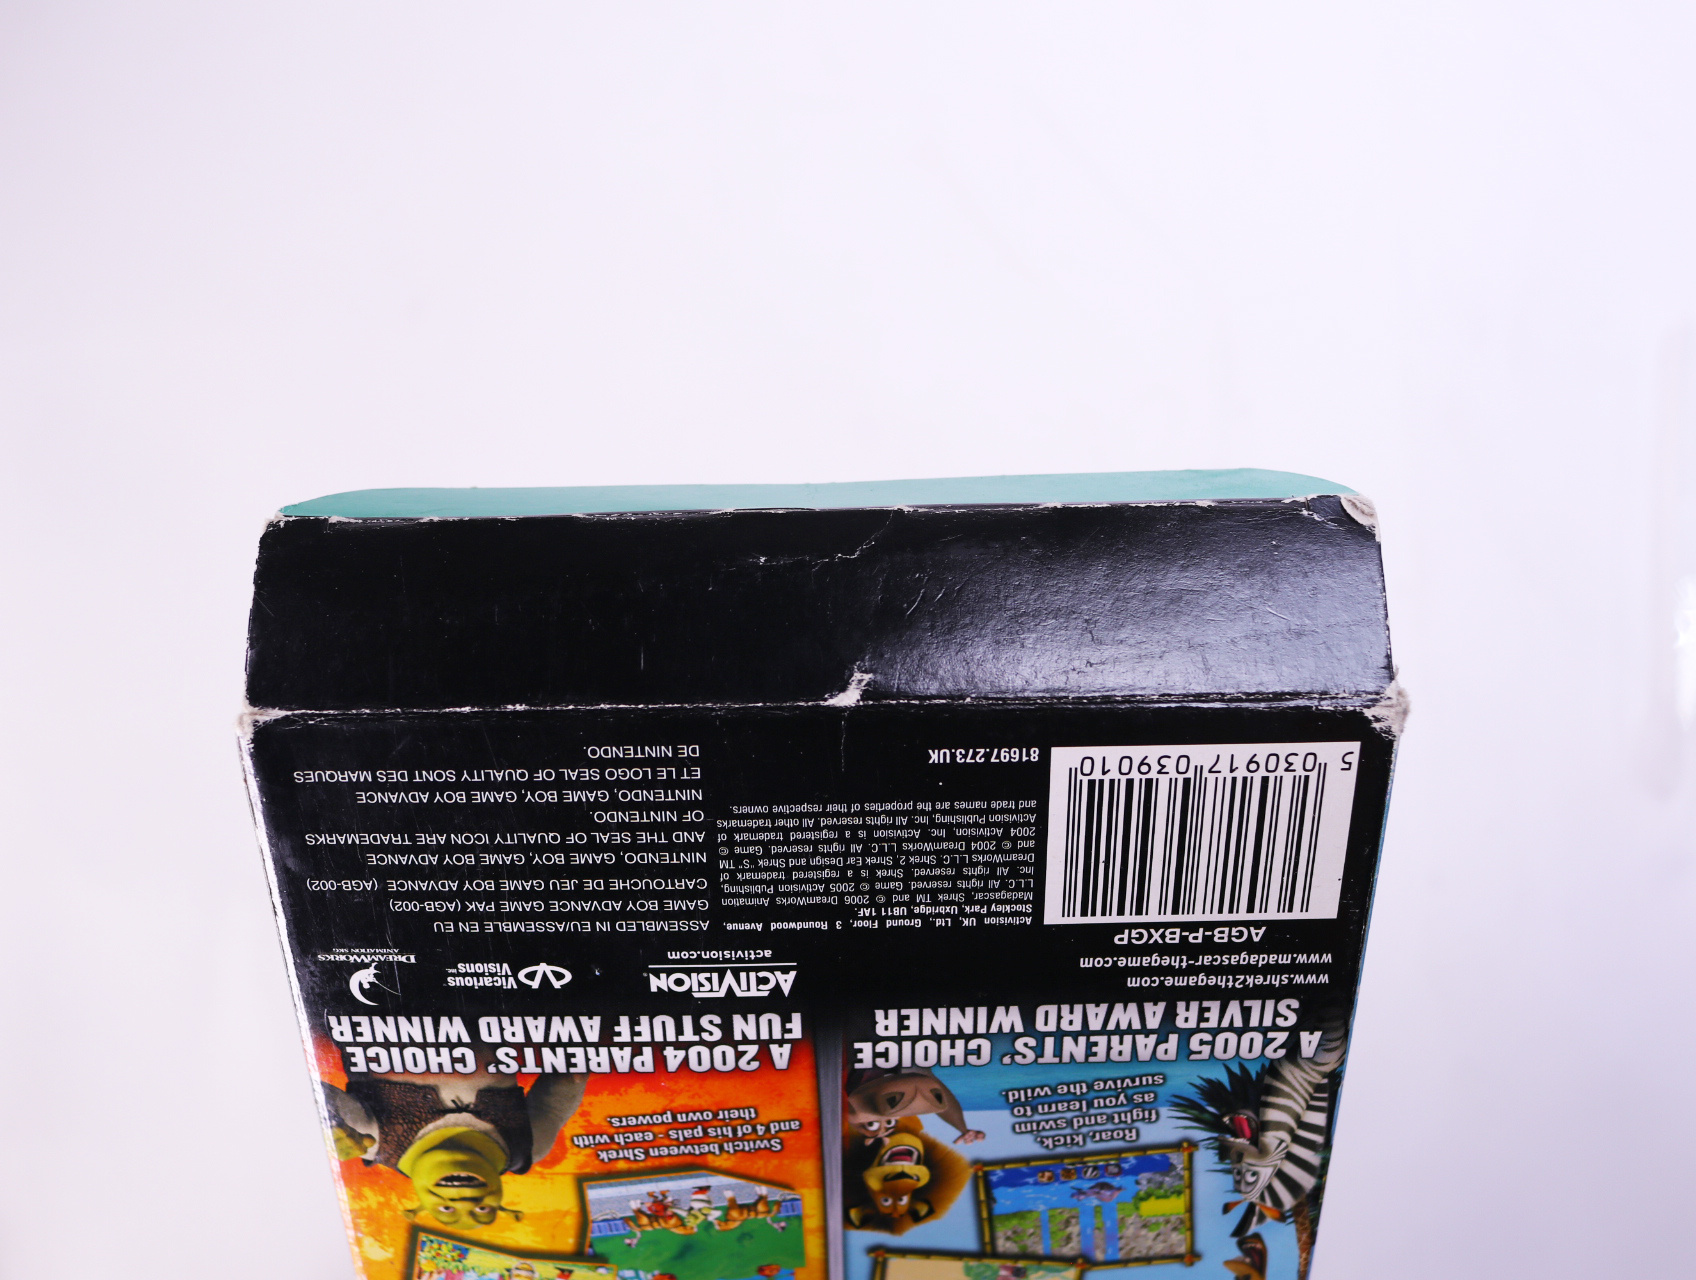 Roar, kick,
fight and swim
as you learn to
survive the wild.
A 2005 PARENTS' CHOICE
SILVER AWARD WINNER
Switch between Shrek
and 4 of his pals - each with
their own powers.
A 2004 PARENTS' CHOICE
FUN STUFF AWARD WINNER
www.shrek2thegame.com
www.madagascar-thegame.com
AGB-P-BXGP
5 030917 039010
ACTIVISION
activision.com
Vicarious
Visions INC.
DREAMWORKS
ANIMATION SKG
Activision UK, Ltd., Ground Floor, 3 Roundwood Avenue,
Stockley Park, Uxbridge, UB11 1AF.
Madagascar, Shrek TM and © 2006 DreamWorks Animation
L.L.C. All rights reserved. Game © 2005 Activision Publishing,
Inc. All rights reserved. Shrek is a registered trademark of
DreamWorks L.L.C. Shrek 2, Shrek Ear Design and Shrek "S" TM
and © 2004 DreamWorks L.L.C. All rights reserved. Game ©
2004 Activision, Inc. Activision is a registered trademark of
Activision Publishing, Inc. All rights reserved. All other trademarks
and trade names are the properties of their respective owners.
81697.273.UK
ASSEMBLED IN EU/ASSEMBLE EN EU
GAME BOY ADVANCE GAME PAK (AGB-002)
CARTOUCHE DE JEU GAME BOY ADVANCE (AGB-002)
NINTENDO, GAME BOY, GAME BOY ADVANCE
AND THE SEAL OF QUALITY ICON ARE TRADEMARKS
OF NINTENDO.
NINTENDO, GAME BOY, GAME BOY ADVANCE
ET LE LOGO SEAL OF QUALITY SONT DES MARQUES
DE NINTENDO.